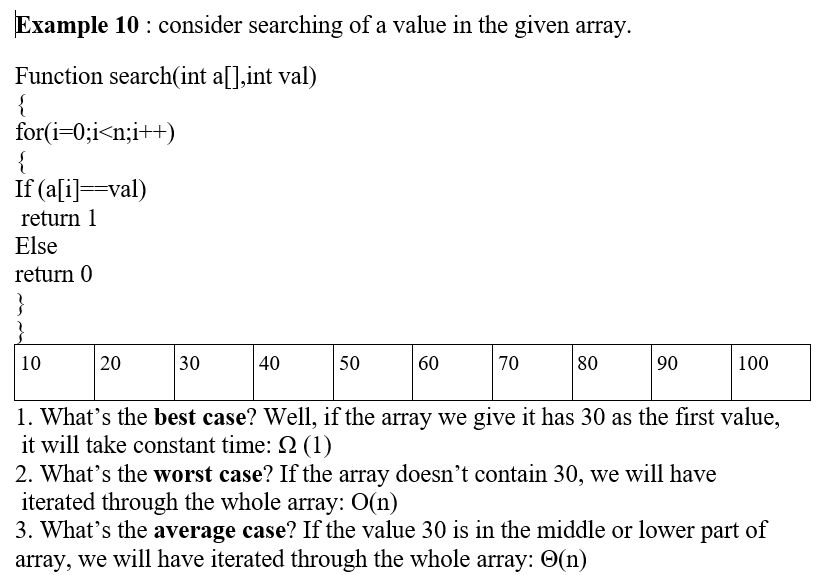 Example 10 : consider searching of a value in the given array.
Function search(int a[],int val)
{
for(i=0;i<n;i++)
{
If (a[i]==val)
return 1
Else
return 0
}
}
10 20 30 40 50 60 70 80 90 100
1. What’s the best case? Well, if the array we give it has 30 as the first value,
it will take constant time: Ω (1)
2. What’s the worst case? If the array doesn’t contain 30, we will have
iterated through the whole array: O(n)
3. What’s the average case? If the value 30 is in the middle or lower part of
array, we will have iterated through the whole array: Θ(n)